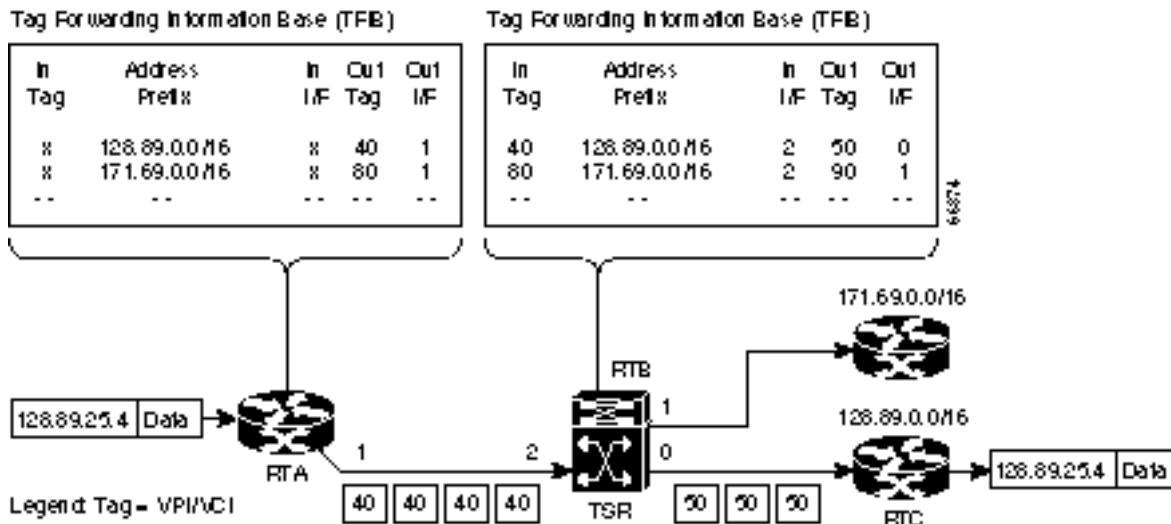 Tag Forwarding Information Base (TFIB)
In Tag Address Prefix In I/F Out Tag Out I/F
x 128.89.0.0/16 x 40 1
x 171.69.0.0/16 x 80 1
-- -- -- -- --
Tag Forwarding Information Base (TFIB)
In Tag Address Prefix In I/F Out Tag Out I/F
40 128.89.0.0/16 2 50 0
80 171.69.0.0/16 2 90 1
-- -- -- -- --
66874
171.69.0.0/16
RTB
1
128.89.25.4 Data
RTA
1
2
0
128.89.0.0/16
128.89.25.4 Data
Legend: Tag = VPI/VCI
40 40 40 40
TSR
50 50 50
RTC